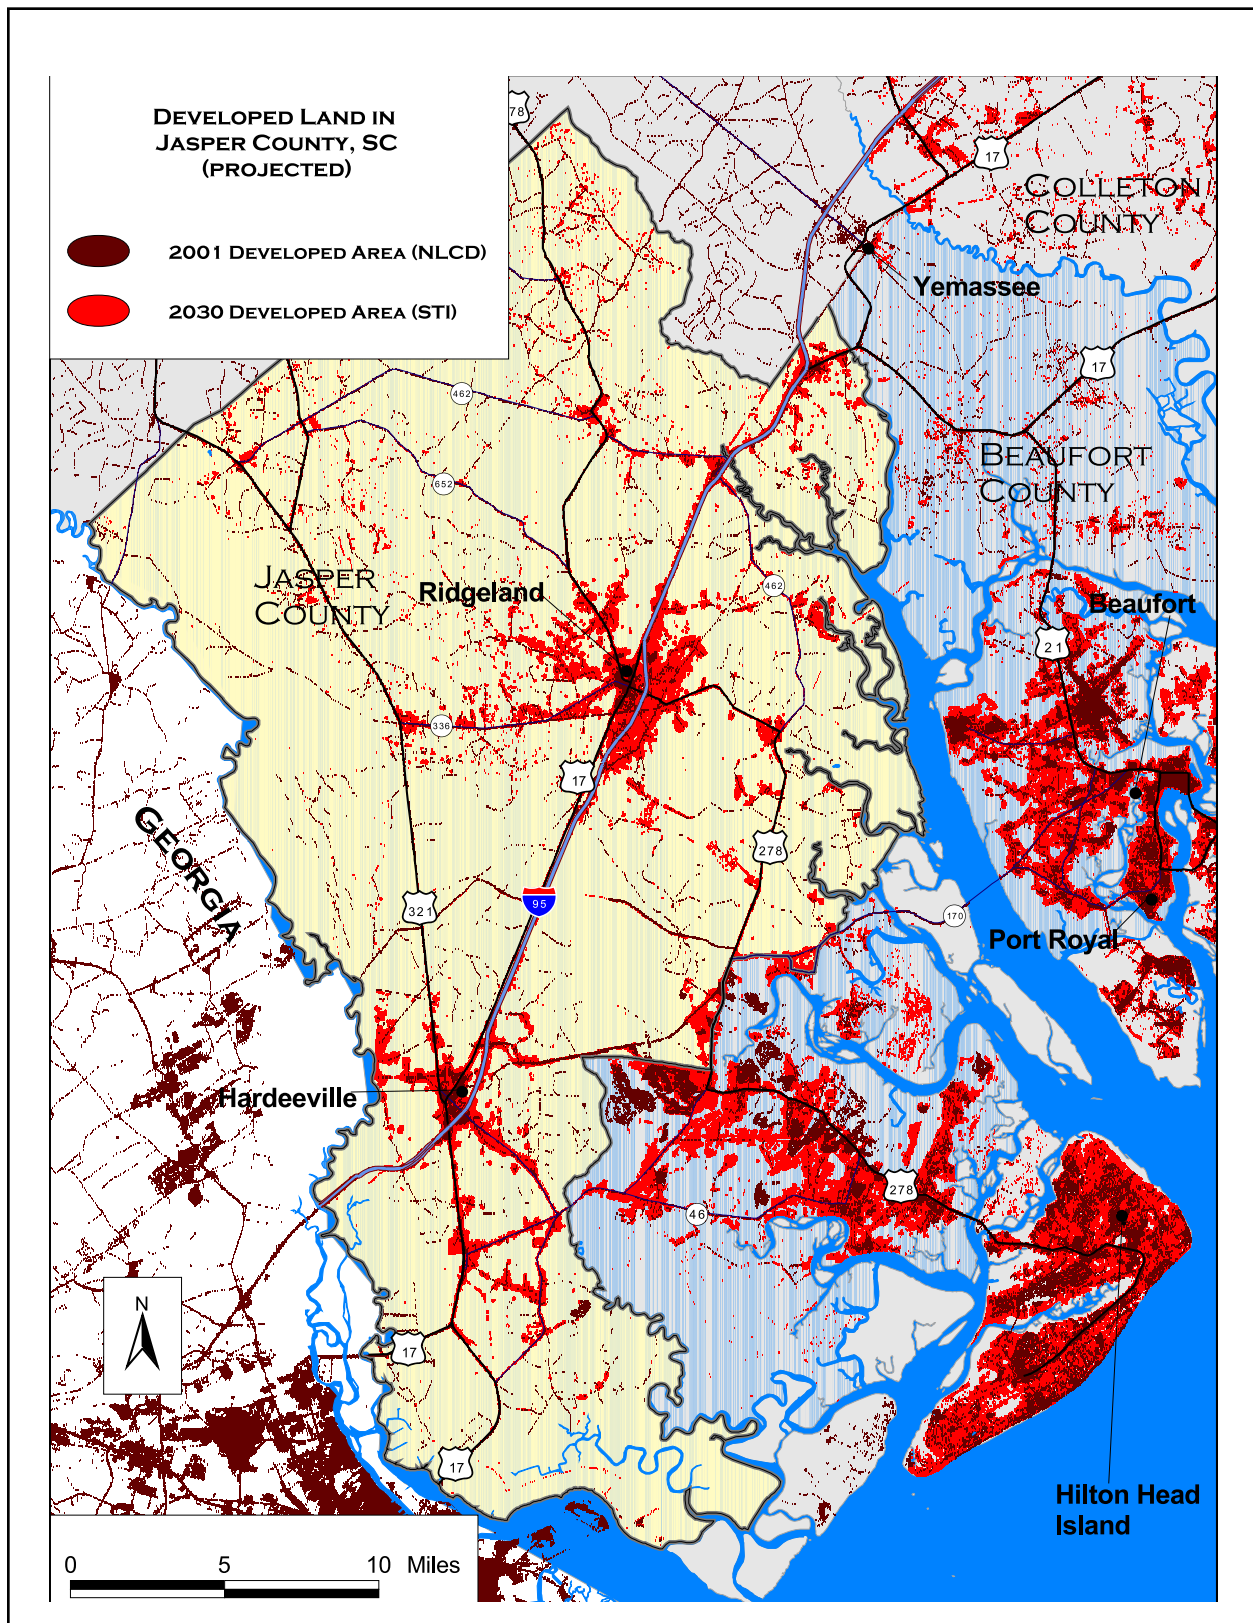 DEVELOPED LAND IN
JASPER COUNTY, SC
(PROJECTED)
2001 DEVELOPED AREA (NLCD)
2030 DEVELOPED AREA (STI)
78
17
COLLETON
COUNTY
Yemassee
17
462
BEAUFORT
COUNTY
652
JASPER
COUNTY
Ridgeland
462
Beaufort
21
336
17
GEORGIA
278
321
95
170
Port Royal
Hardeeville
278
46
N
17
17
Hilton Head
Island
0 5 10 Miles